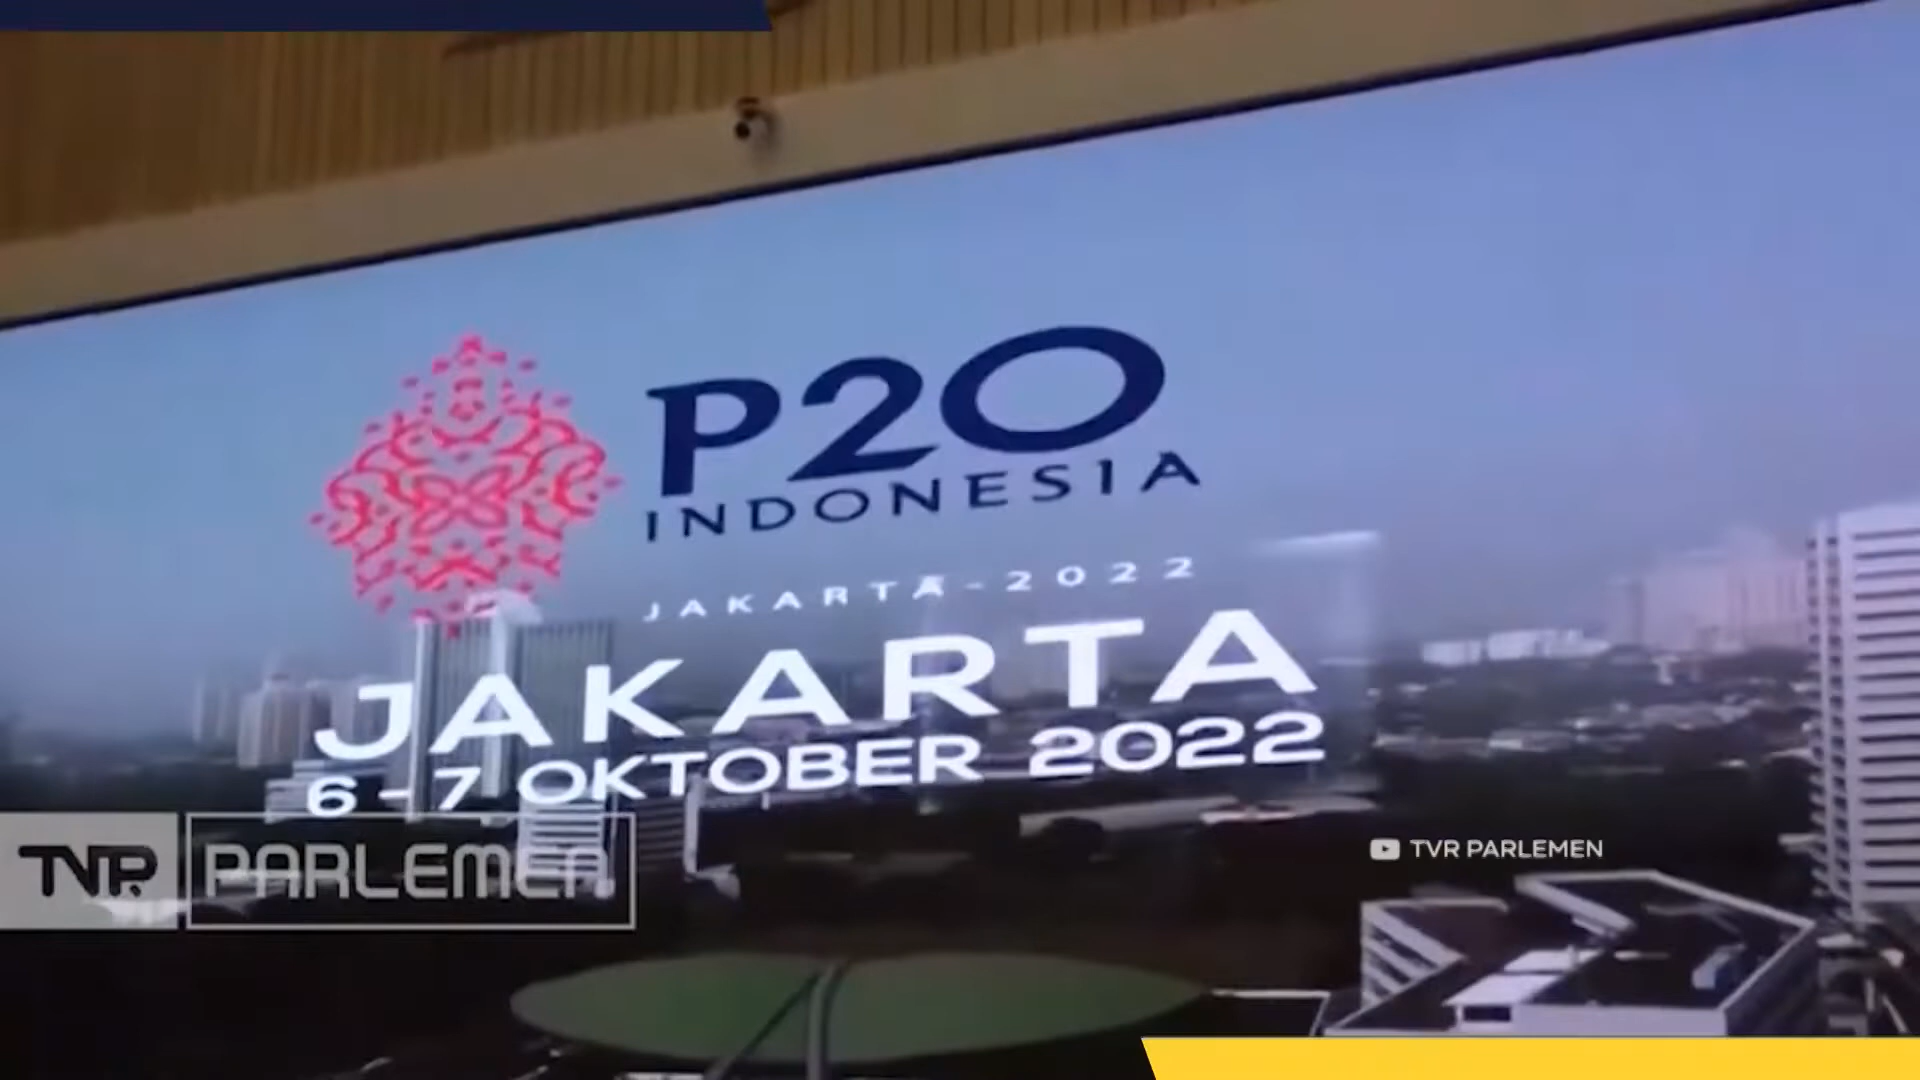 P20
INDONESIA
JAKARTA-2022
JAKARTA
6-7 OKTOBER 2022
TVR PARLEMEN
TVR PARLEMEN